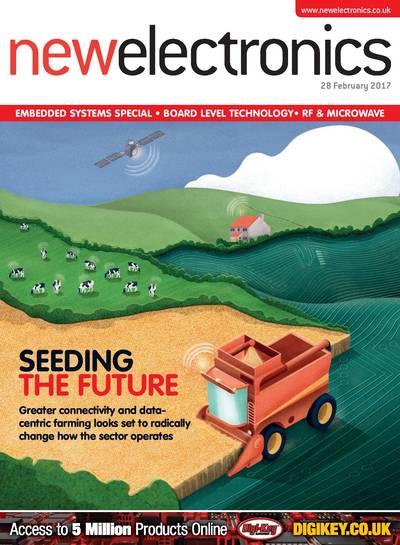 www.newelectronics.co.uk
newelectronics
28 February 2017
EMBEDDED SYSTEMS SPECIAL • BOARD LEVEL TECHNOLOGY• RF & MICROWAVE
SEEDING
THE FUTURE
Greater connectivity and data-
centric farming looks set to radically
change how the sector operates
Access to 5 Million Products Online Digi-Key DIGIKEY.CO.UK